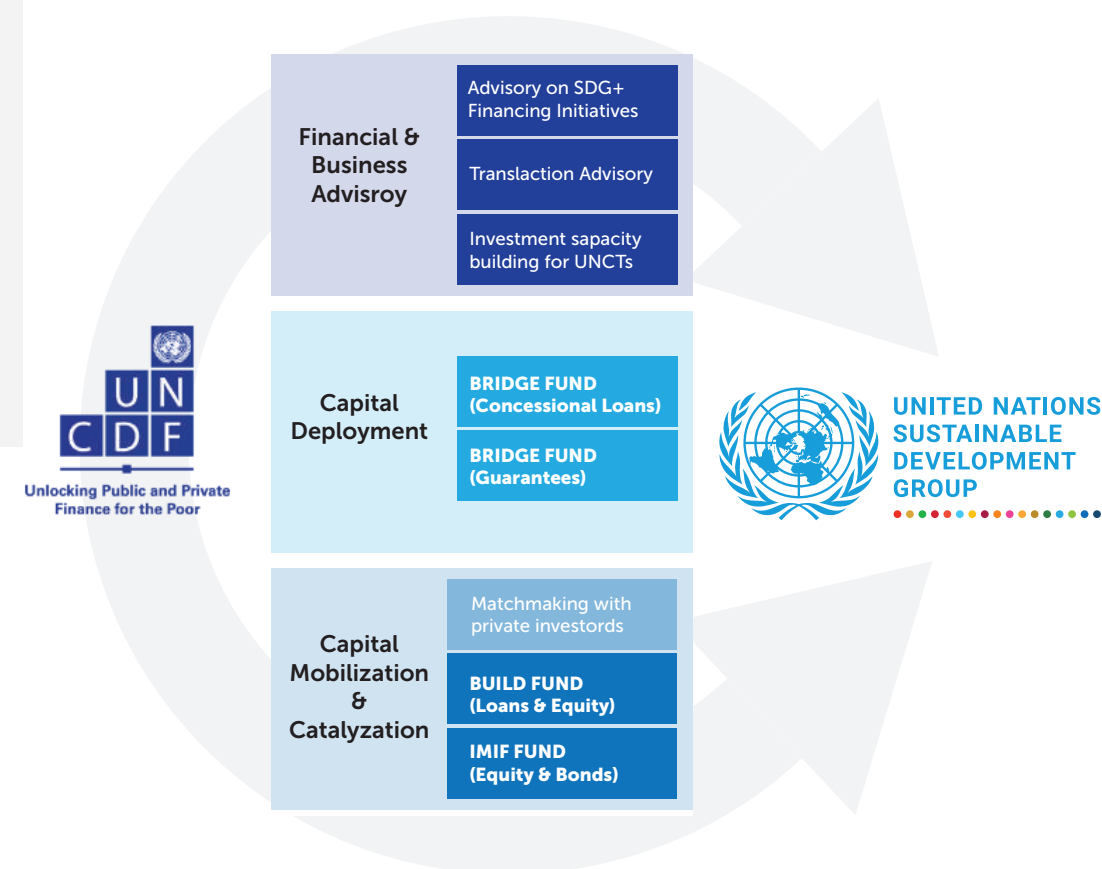 Financial &
Business
Advisroy
Advisory on SDG+
Financing Initiatives
Translaction Advisory
Investment sapacity
building for UNCTs
UN
CDF
Unlocking Public and Private
Finance for the Poor
Capital
Deployment
BRIDGE FUND
(Concessional Loans)
BRIDGE FUND
(Guarantees)
UNITED NATIONS
SUSTAINABLE
DEVELOPMENT
GROUP
Capital
Mobilization
&
Catalyzation
Matchmaking with
private investords
BUILD FUND
(Loans & Equity)
IMIF FUND
(Equity & Bonds)